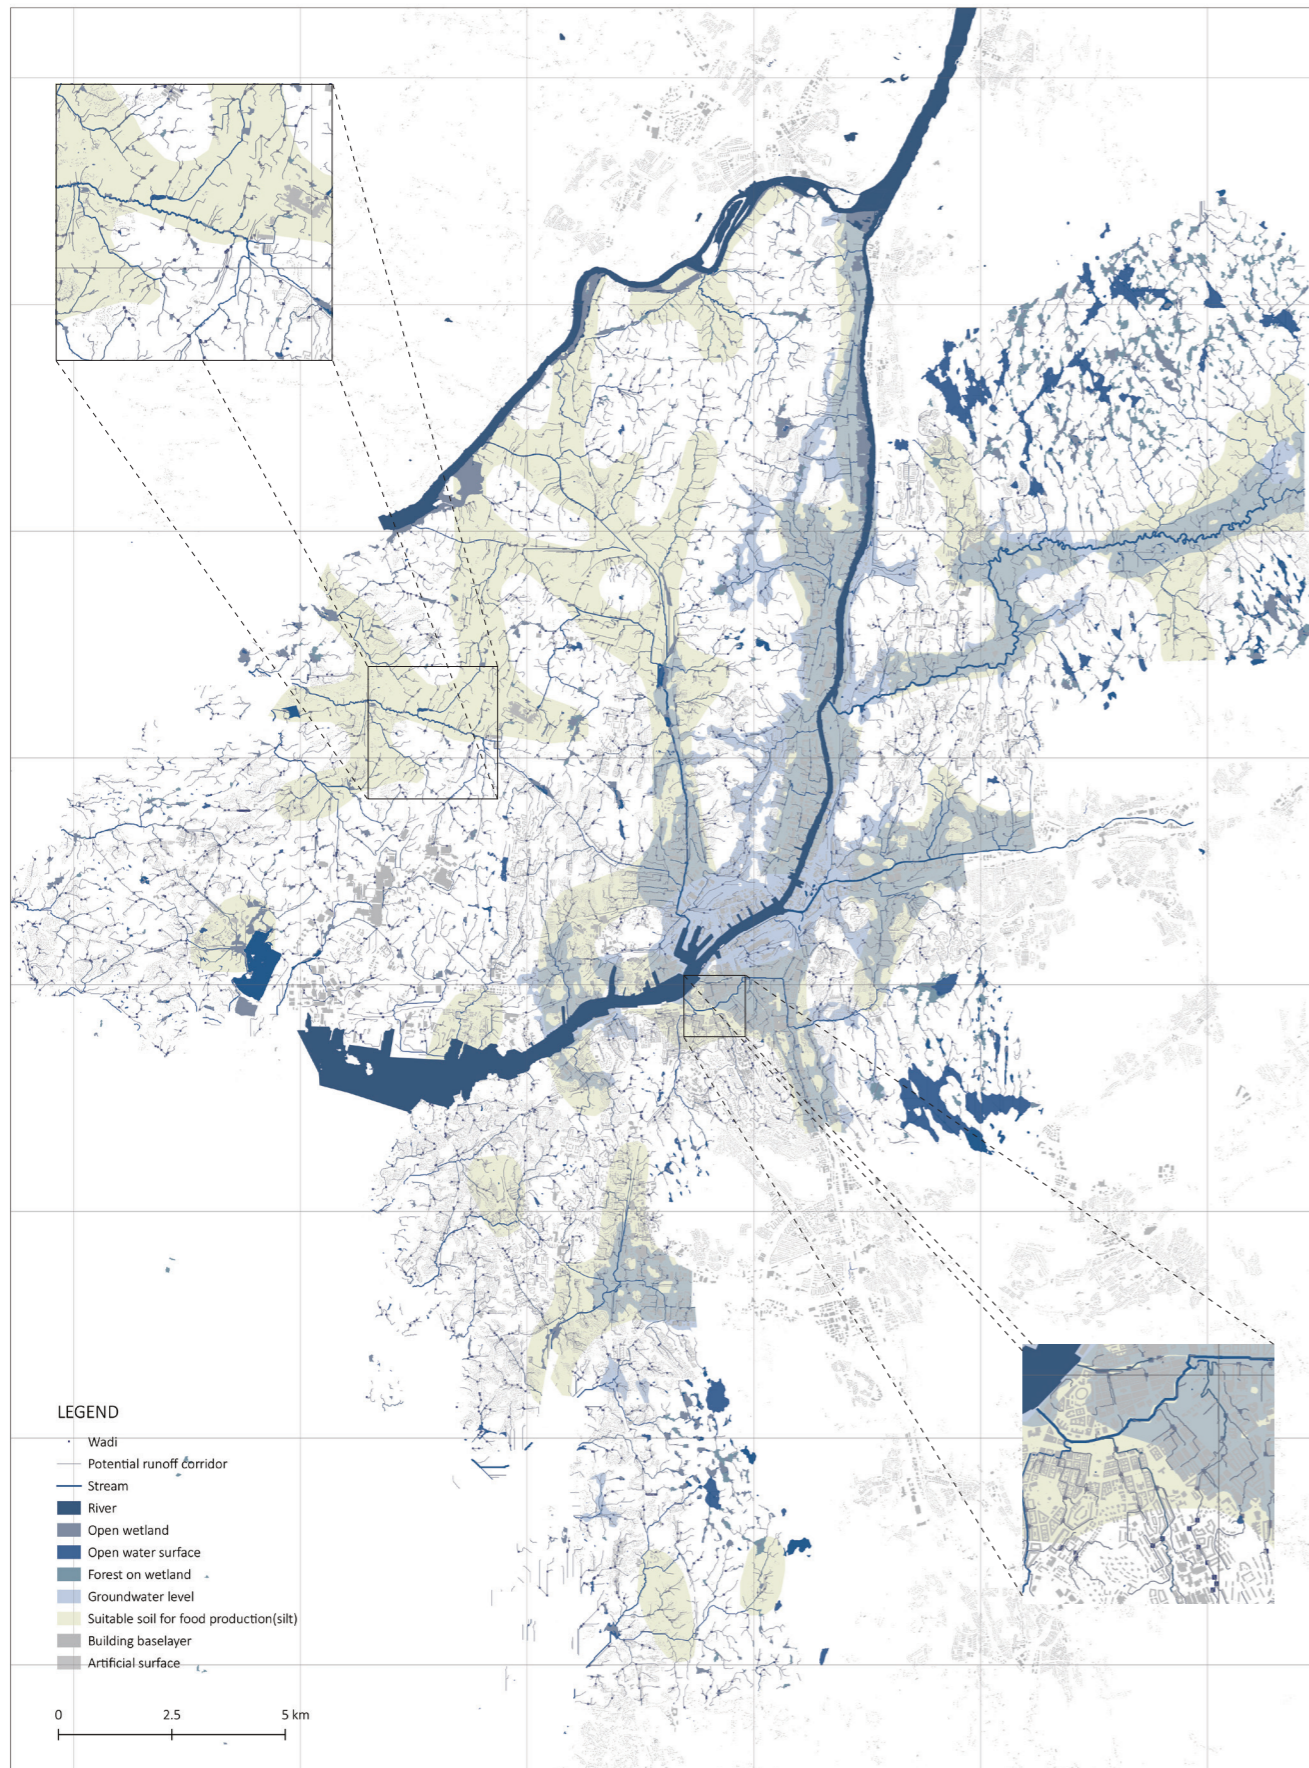 LEGEND
Wadi
Potential runoff corridor
Stream
River
Open wetland
Open water surface
Forest on wetland
Groundwater level
Suitable soil for food production(silt)
Building baselayer
Artificial surface
0 2.5 5 km